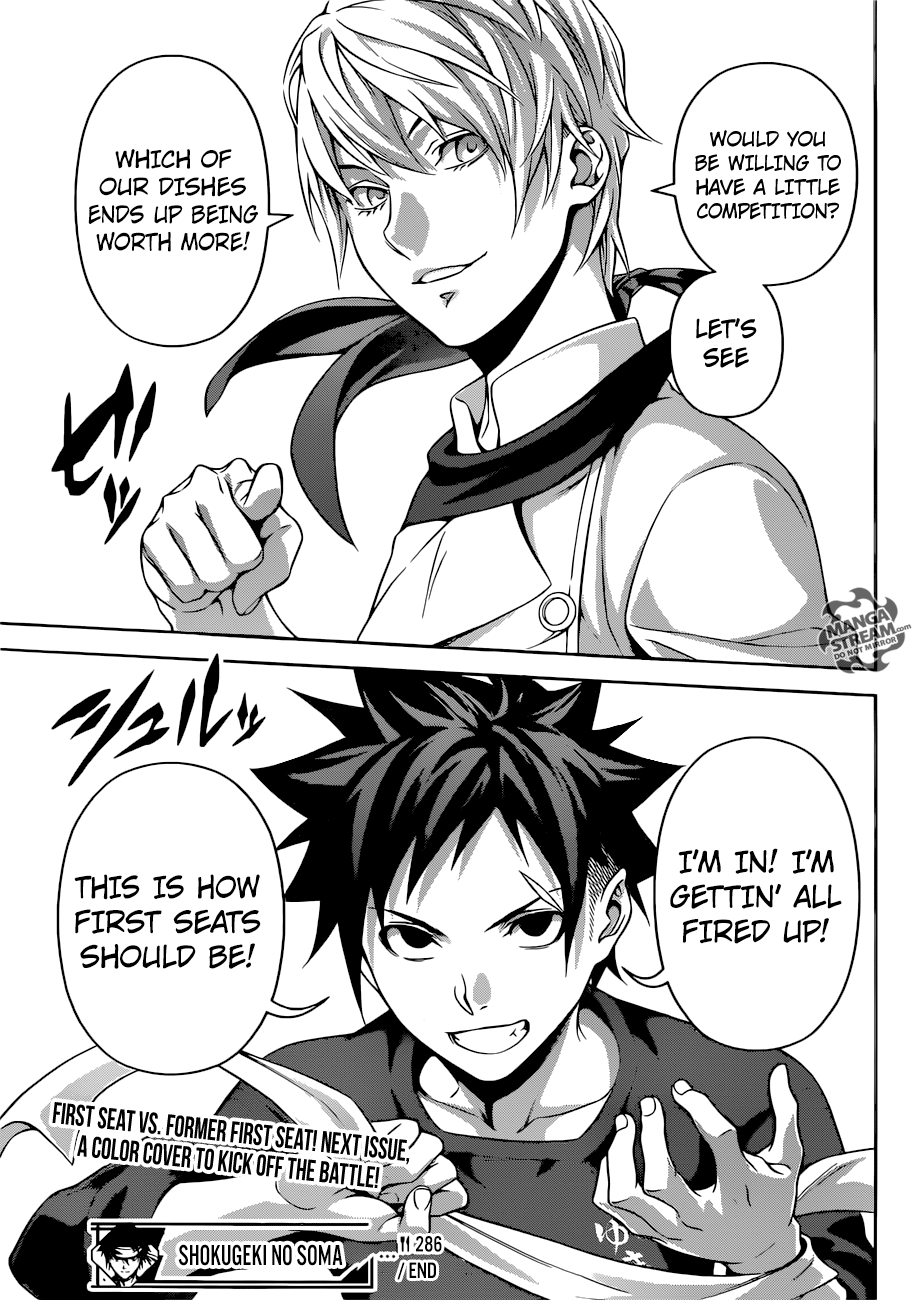 WOULD YOU
BE WILLING TO
HAVE A LITTLE
COMPETITION?
LET'S
SEE
WHICH OF
OUR DISHES
ENDS UP BEING
WORTH MORE!
ゼッ
MANGA
STREAM.com
DO NOT MIRROR
シュルッ
I'M IN! I'M
GETTIN' ALL
FIRED UP!
THIS IS HOW
FIRST SEATS
SHOULD BE!
FIRST SEAT VS. FORMER FIRST SEAT! NEXT ISSUE,
A COLOR COVER TO KICK OFF THE BATTLE!
ゆ
SHOKUGEKI NO SOMA
.... 286
/ END